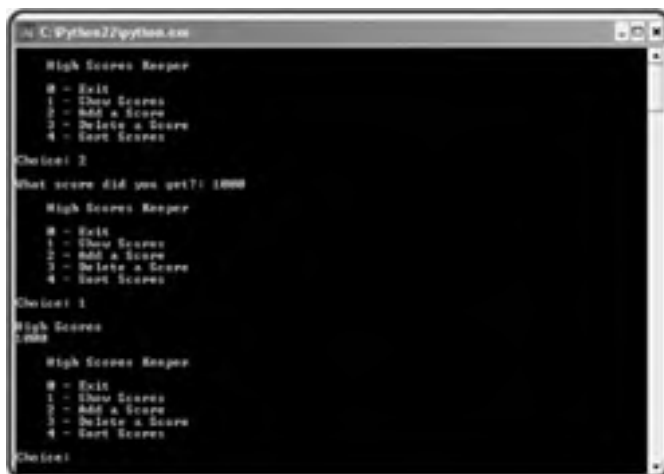 C:\Python22\python.exe
High Scores Keeper
0 - Exit
1 - Show Scores
2 - Add a Score
3 - Delete a Score
4 - Sort Scores
Choice: 2
What score did you get?: 1000
High Scores Keeper
0 - Exit
1 - Show Scores
2 - Add a Score
3 - Delete a Score
4 - Sort Scores
Choice: 1
High Scores
1000
High Scores Keeper
0 - Exit
1 - Show Scores
2 - Add a Score
3 - Delete a Score
4 - Sort Scores
Choice: